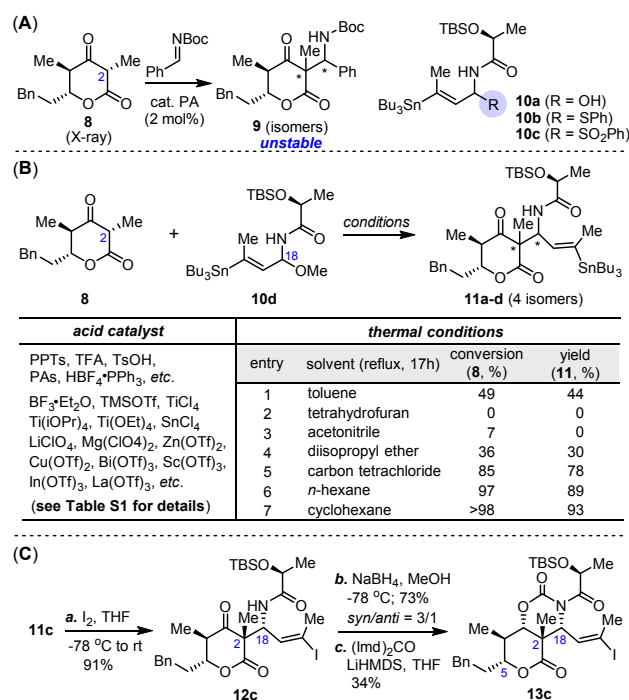 (A)
Me
O
Me
2
Bn
O
O
8
(X-ray)
N
Boc
Ph
cat. PA
(2 mol%)
HN
Boc
O
Me
Me
Ph
*
*
Bn
O
O
9 (isomers)
unstable
TBSO
Me
NH
O
Me
Bu3Sn
R
10a (R = OH)
10b (R = SPh)
10c (R = SO2Ph)
(B)
O
Me
Me
2
Bn
O
O
8
+
TBSO
Me
NH
O
Me
18
Bu3Sn
OMe
10d
conditions
TBSO
Me
HN
O
O
Me
Me
Me
*
*
Bn
O
O
SnBu3
11a-d (4 isomers)
acid catalyst
PPTs, TFA, TsOH,
PAs, HBF4•PPh3, etc.
BF3•Et2O, TMSOTf, TiCl4
Ti(iOPr)4, Ti(OEt)4, SnCl4
LiClO4, Mg(ClO4)2, Zn(OTf)2,
Cu(OTf)2, Bi(OTf)3, Sc(OTf)3,
In(OTf)3, La(OTf)3, etc.
(see Table S1 for details)
thermal conditions
entry solvent (reflux, 17h) conversion (8, %) yield (11, %)
1 toluene 49 44
2 tetrahydrofuran 0 0
3 acetonitrile 7 0
4 diisopropyl ether 36 30
5 carbon tetrachloride 85 78
6 n-hexane 97 89
7 cyclohexane >98 93
(C)
11c
a. I2, THF
-78 °C to rt
91%
TBSO
Me
HN
O
O
Me
Me
Me
2
18
I
Bn
O
O
12c
b. NaBH4, MeOH
-78 °C; 73%
syn/anti = 3/1
c. (Imd)2CO
LiHMDS, THF
34%
TBSO
Me
O
O
N
O
Me
Me
Me
2
18
I
Bn
5
O
O
13c